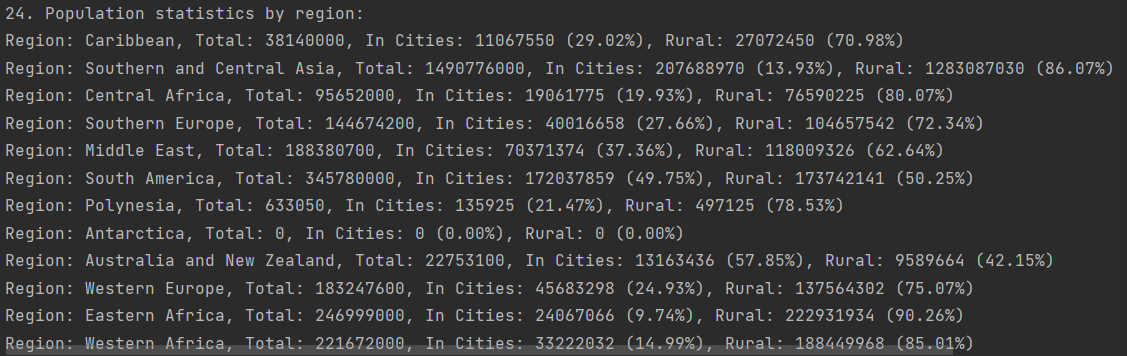 24. Population statistics by region:
Region: Caribbean, Total: 38140000, In Cities: 11067550 (29.02%), Rural: 27072450 (70.98%)
Region: Southern and Central Asia, Total: 1490776000, In Cities: 207688970 (13.93%), Rural: 1283087030 (86.07%)
Region: Central Africa, Total: 95652000, In Cities: 19061775 (19.93%), Rural: 76590225 (80.07%)
Region: Southern Europe, Total: 144674200, In Cities: 40016658 (27.66%), Rural: 104657542 (72.34%)
Region: Middle East, Total: 188380700, In Cities: 70371374 (37.36%), Rural: 118009326 (62.64%)
Region: South America, Total: 345780000, In Cities: 172037859 (49.75%), Rural: 173742141 (50.25%)
Region: Polynesia, Total: 633050, In Cities: 135925 (21.47%), Rural: 497125 (78.53%)
Region: Antarctica, Total: 0, In Cities: 0 (0.00%), Rural: 0 (0.00%)
Region: Australia and New Zealand, Total: 22753100, In Cities: 13163436 (57.85%), Rural: 9589664 (42.15%)
Region: Western Europe, Total: 183247600, In Cities: 45683298 (24.93%), Rural: 137564302 (75.07%)
Region: Eastern Africa, Total: 246999000, In Cities: 24067066 (9.74%), Rural: 222931934 (90.26%)
Region: Western Africa, Total: 221672000, In Cities: 33222032 (14.99%), Rural: 188449968 (85.01%)